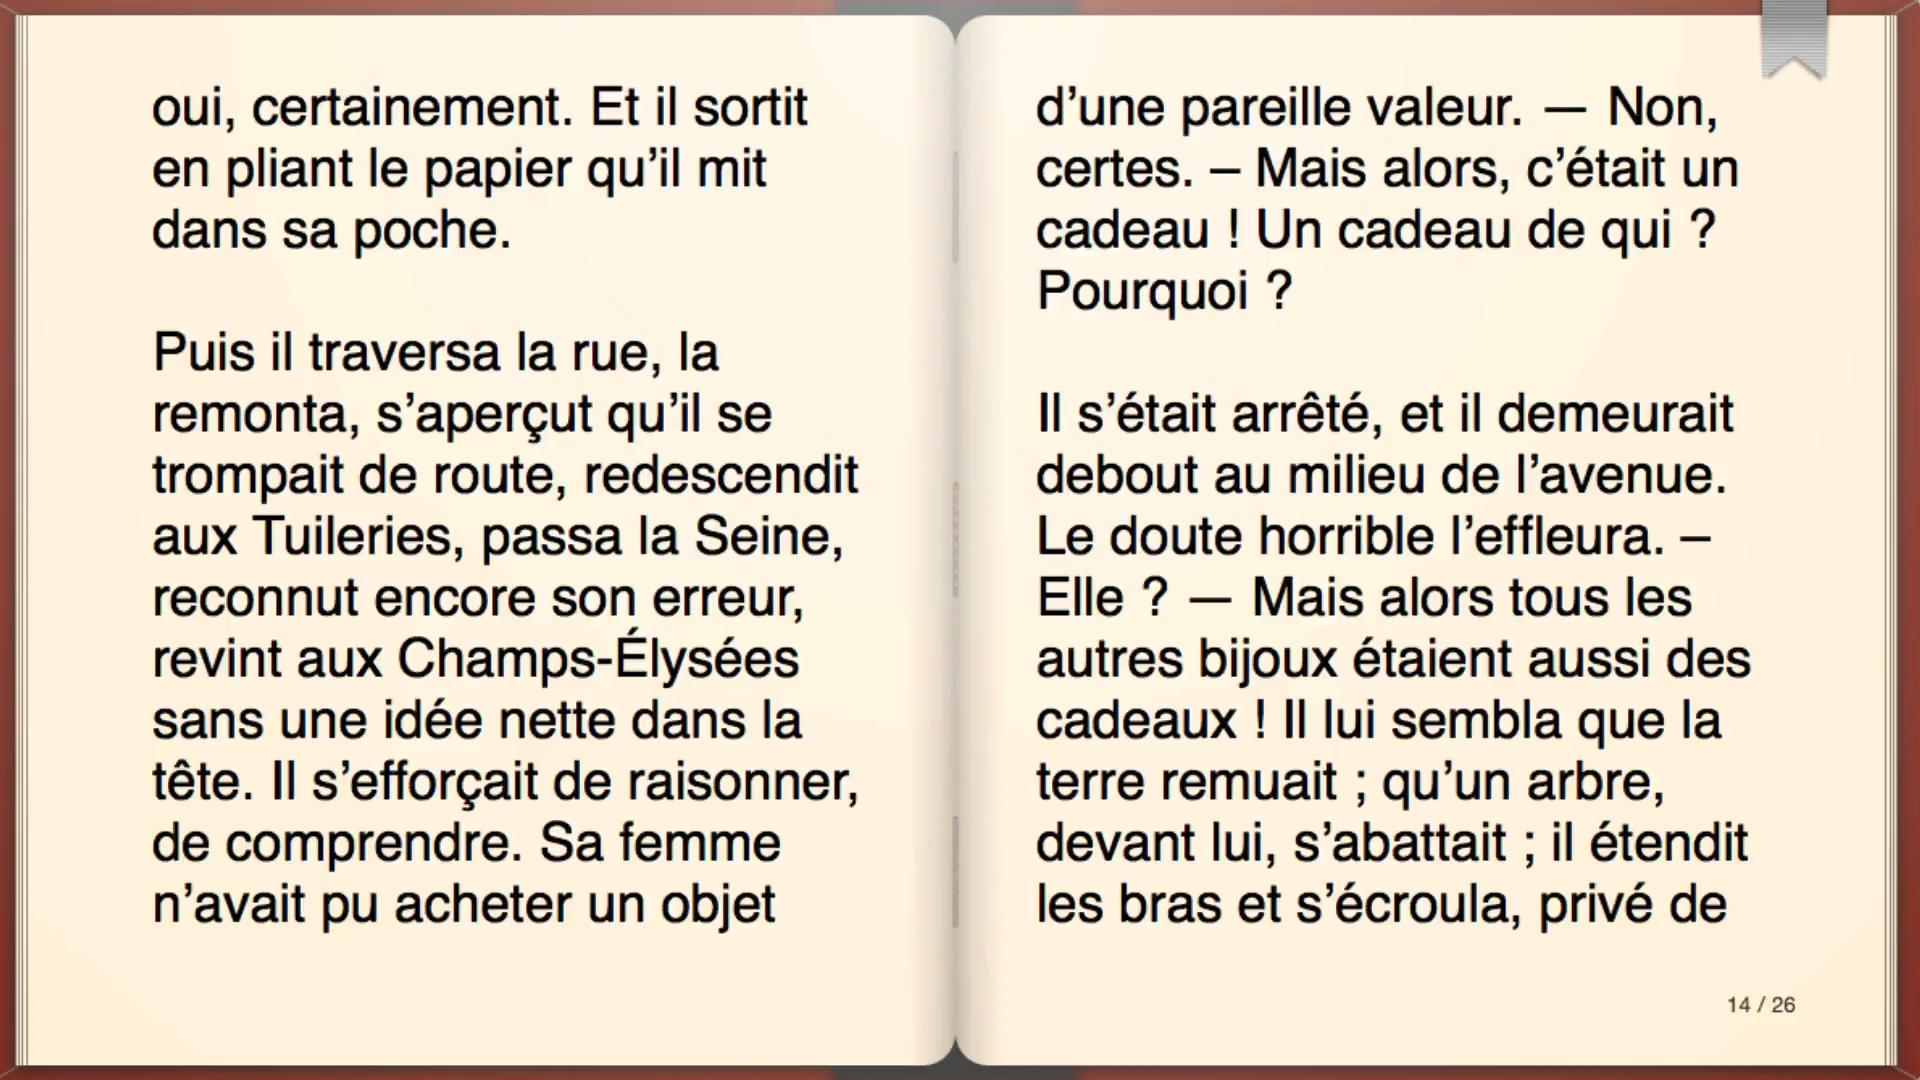 oui, certainement. Et il sortit
en pliant le papier qu’il mit
dans sa poche.
Puis il traversa la rue, la
remonta, s’aperçut qu’il se
trompait de route, redescendit
aux Tuileries, passa la Seine,
reconnut encore son erreur,
revint aux Champs-Élysées
sans une idée nette dans la
tête. Il s’efforçait de raisonner,
de comprendre. Sa femme
n’avait pu acheter un objet
d’une pareille valeur. — Non,
certes. – Mais alors, c’était un
cadeau ! Un cadeau de qui ?
Pourquoi ?
Il s’était arrêté, et il demeurait
debout au milieu de l’avenue.
Le doute horrible l’effleura. –
Elle ? — Mais alors tous les
autres bijoux étaient aussi des
cadeaux ! Il lui sembla que la
terre remuait ; qu’un arbre,
devant lui, s’abattait ; il étendit
les bras et s’écroula, privé de
14 / 26